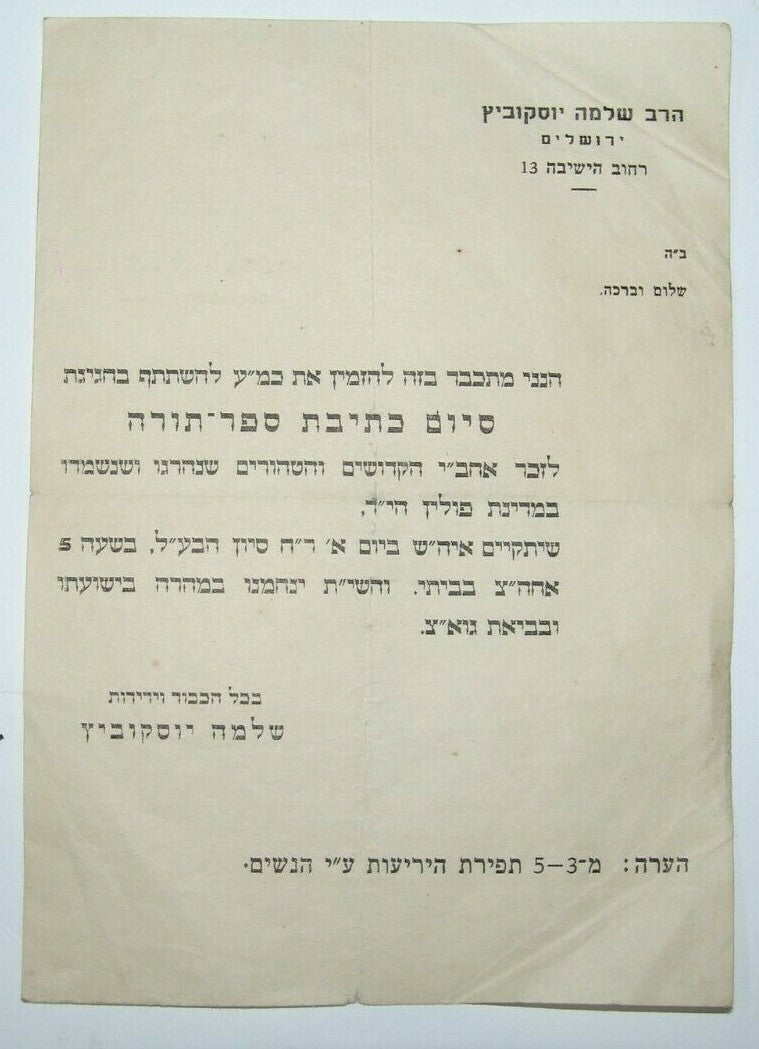 הרב שלמה יוסקוביץ
ירושלים
רחוב הישיבה 13
ב״ה
שלום וברכה.
הנני מתכבד בזה להזמין את כמ״ע להשתתף בחגיגת
סיום כתיבת ספר־תורה
לזכר אחב״י הקדושים והטהורים שנהרגו ושנשמדו
במדינת פולין הי״ד,
שיתקיים אי״ה ביום א׳ ר״ח סיון הבע״ל, בשעה 5
אחה״צ בביתי. והשי״ת ינחמנו במהרה בישועתו
ובביאת גוא״צ.
בכל הכבוד וידידות
שלמה יוסקוביץ
הערה: מ־3—5 תפירת היריעות ע״י הנשים.